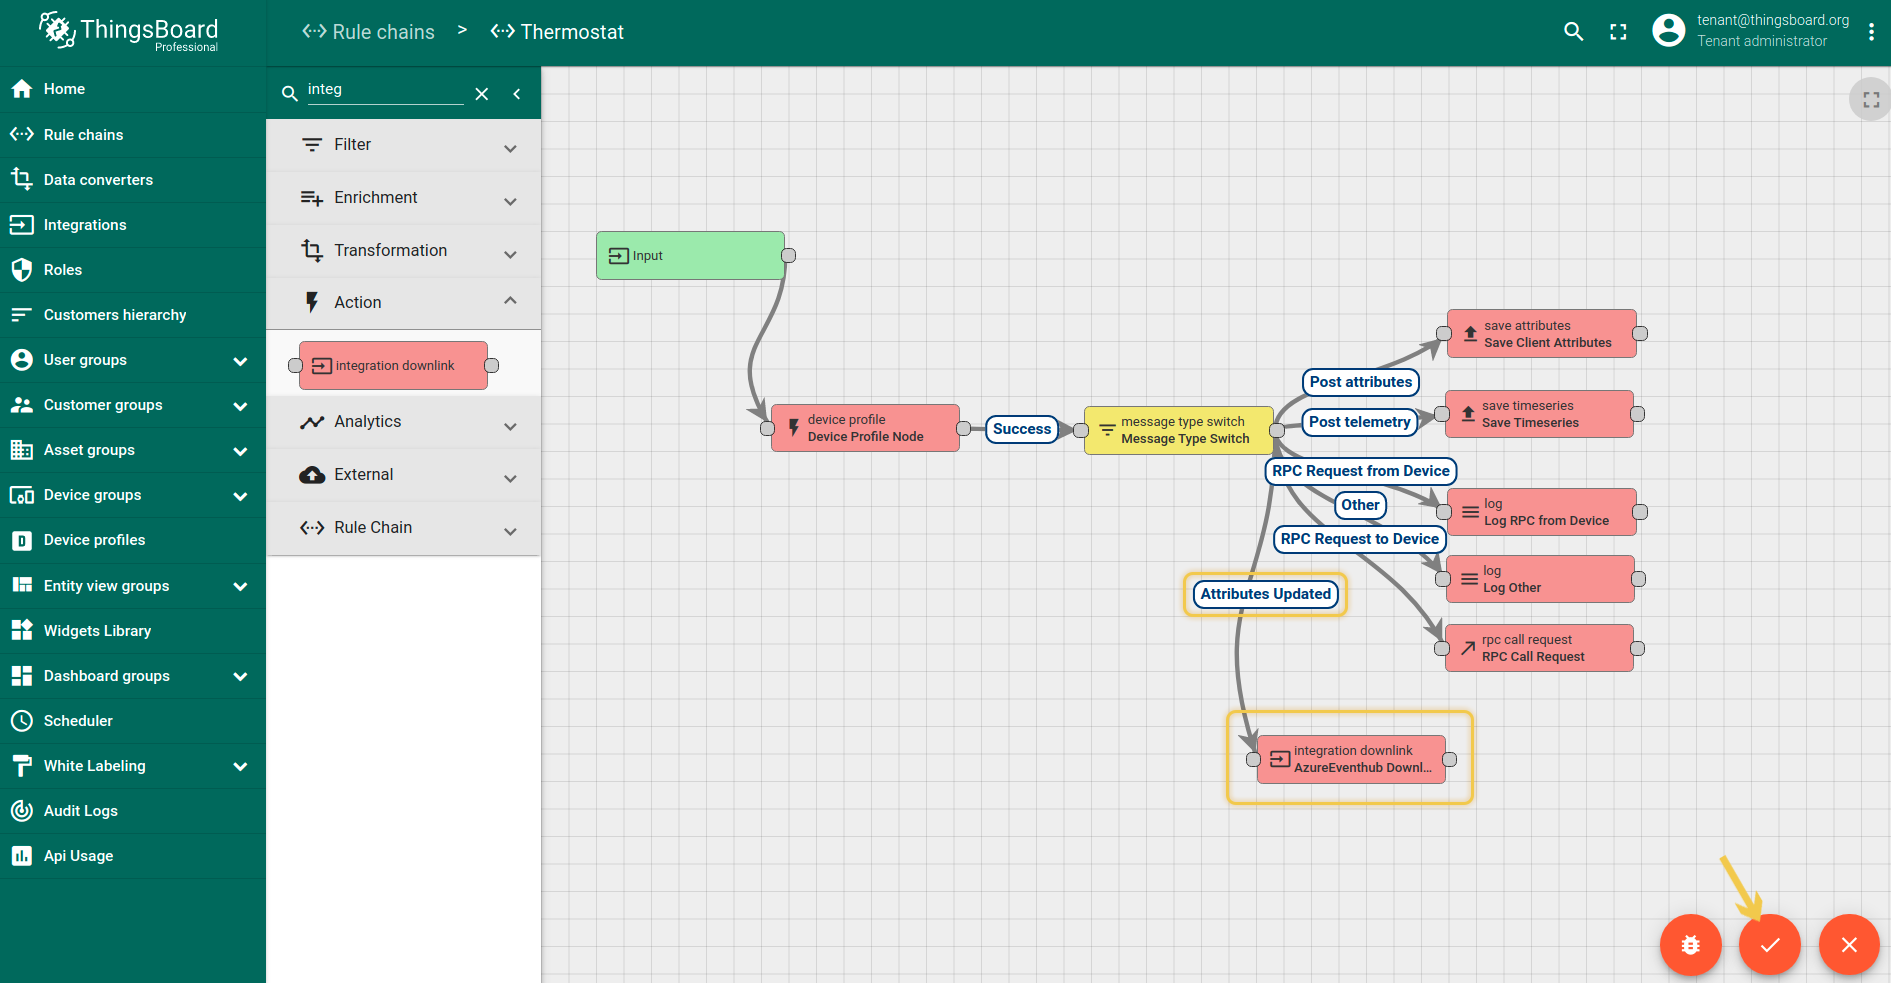 ThingsBoard
Professional
Rule chains
>
Thermostat
tenant@thingsboard.org
Tenant administrator
Home
Rule chains
Data converters
Integrations
Roles
Customers hierarchy
User groups
Customer groups
Asset groups
Device groups
Device profiles
Entity view groups
Widgets Library
Dashboard groups
Scheduler
White Labeling
Audit Logs
Api Usage
integ
Filter
Enrichment
Transformation
Action
integration downlink
Analytics
External
Rule Chain
Input
device profile
Device Profile Node
Success
message type switch
Message Type Switch
Post attributes
Post telemetry
RPC Request from Device
Other
RPC Request to Device
Attributes Updated
save attributes
Save Client Attributes
save timeseries
Save Timeseries
log
Log RPC from Device
log
Log Other
rpc call request
RPC Call Request
integration downlink
AzureEventhub Downl...